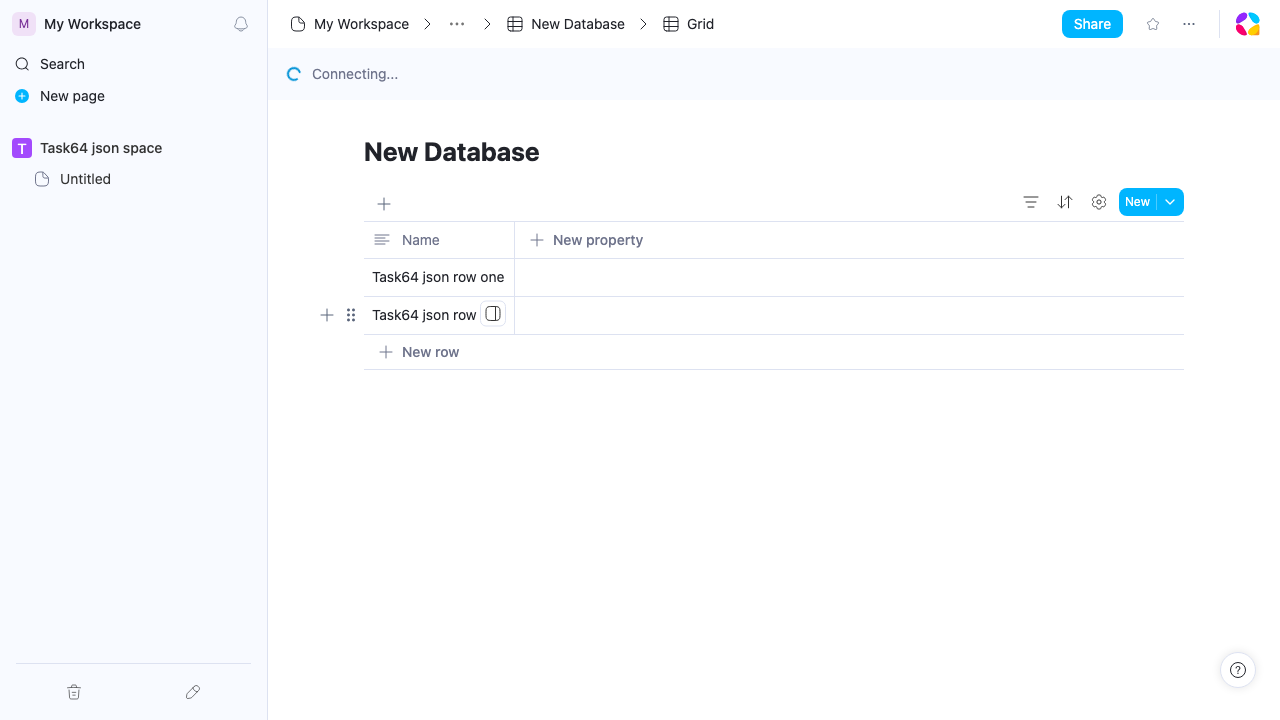 M My Workspace
Search
+ New page
T Task64 json space
Untitled
My Workspace > ... > New Database > Grid
Share
Connecting...
New Database
New
Name
New property
Task64 json row one
Task64 json row
New row
?